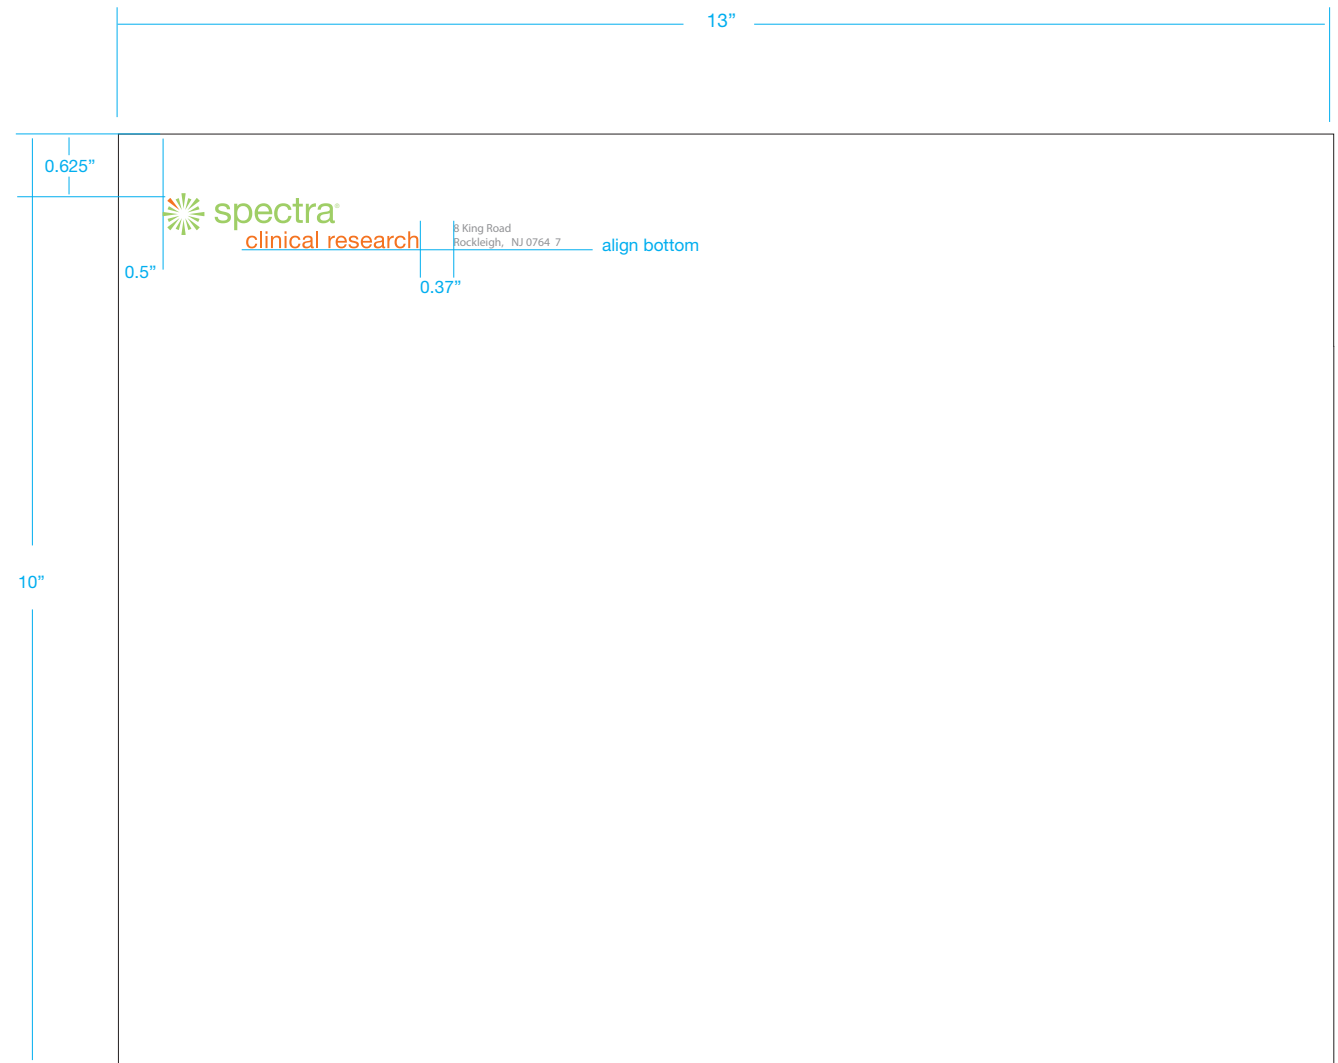 13”
0.625”
spectra®
8 King Road
clinical research
Rockleigh, NJ 0764 7
align bottom
0.5”
0.37”
10”